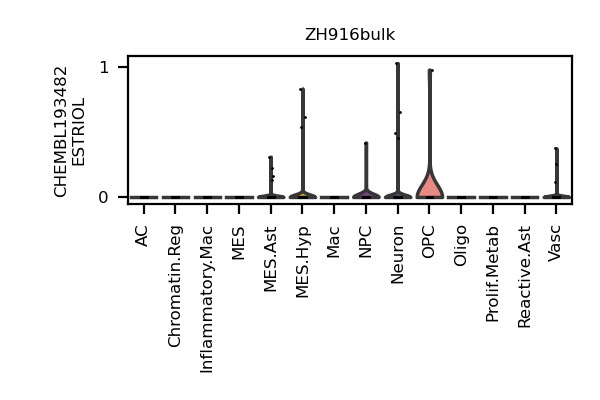 ZH916bulk
CHEMBL193482
ESTRIOL
1
0
AC
Chromatin.Reg
Inflammatory.Mac
MES
MES.Ast
MES.Hyp
Mac
NPC
Neuron
OPC
Oligo
Prolif.Metab
Reactive.Ast
Vasc